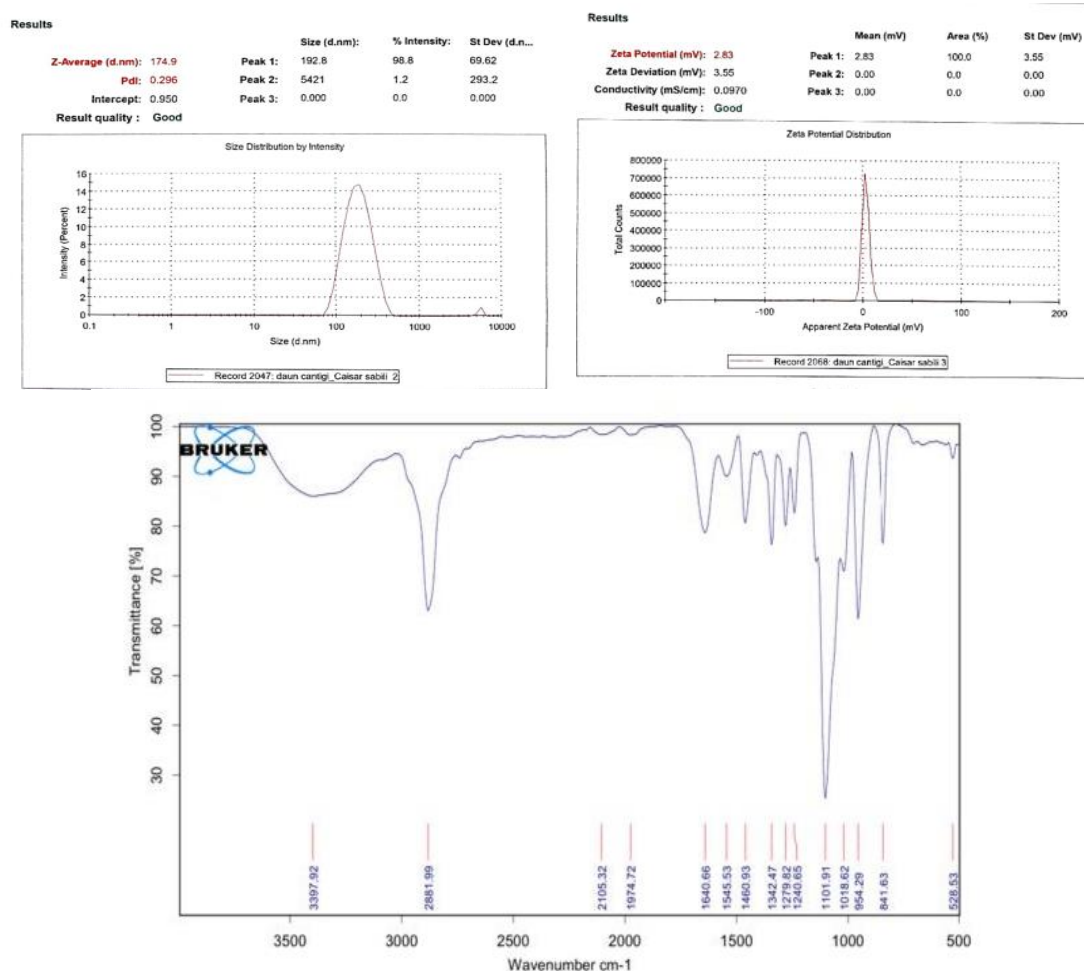 Results
Size (d.nm): % Intensity: St Dev (d.n...
Z-Average (d.nm): 174.9 Peak 1: 192.8 98.8 69.62
PdI: 0.296 Peak 2: 5421 1.2 293.2
Intercept: 0.950 Peak 3: 0.000 0.0 0.000
Result quality : Good
Size Distribution by Intensity
Intensity (Percent)
16
14
12
10
8
6
4
2
0
0.1 1 10 100 1000 10000
Size (d.nm)
Record 2047: daun cantigi_Caisar sabili 2
Results
Mean (mV) Area (%) St Dev (mV)
Zeta Potential (mV): 2.83 Peak 1: 2.83 100.0 3.55
Zeta Deviation (mV): 3.55 Peak 2: 0.00 0.0 0.00
Conductivity (mS/cm): 0.0970 Peak 3: 0.00 0.0 0.00
Result quality : Good
Zeta Potential Distribution
Total Counts
800000
700000
600000
500000
400000
300000
200000
100000
0
-100 0 100 200
Apparent Zeta Potential (mV)
Record 2068: daun cantigi_Caisar sabili 3
BRUKER
Transmittance [%]
100
90
80
70
60
50
40
30
3397.92
2881.99
2105.32
1974.72
1640.66
1545.53
1460.93
1342.47
1279.82
1240.65
1101.91
1018.62
954.29
841.63
528.53
3500 3000 2500 2000 1500 1000 500
Wavenumber cm-1